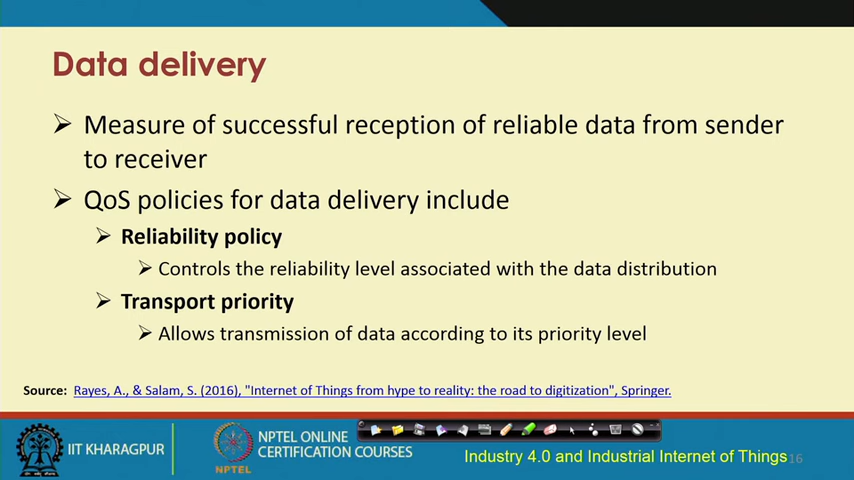 Data delivery
➢ Measure of successful reception of reliable data from sender
to receiver
➢ QoS policies for data delivery include
➢ Reliability policy
➢ Controls the reliability level associated with the data distribution
➢ Transport priority
➢ Allows transmission of data according to its priority level
Source: Rayes, A., & Salam, S. (2016), "Internet of Things from hype to reality: the road to digitization", Springer.
IIT KHARAGPUR
NPTEL
NPTEL ONLINE
CERTIFICATION COURSES
Industry 4.0 and Industrial Internet of Things
16